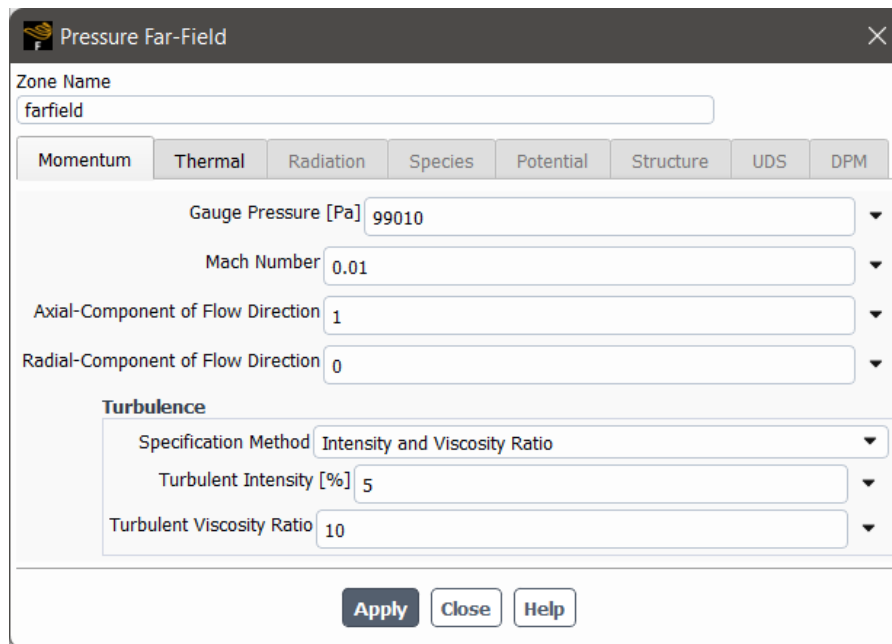 F Pressure Far-Field
Zone Name
farfield
Momentum Thermal Radiation Species Potential Structure UDS DPM
Gauge Pressure [Pa] 99010
Mach Number 0.01
Axial-Component of Flow Direction 1
Radial-Component of Flow Direction 0
Turbulence
Specification Method Intensity and Viscosity Ratio
Turbulent Intensity [%] 5
Turbulent Viscosity Ratio 10
Apply Close Help